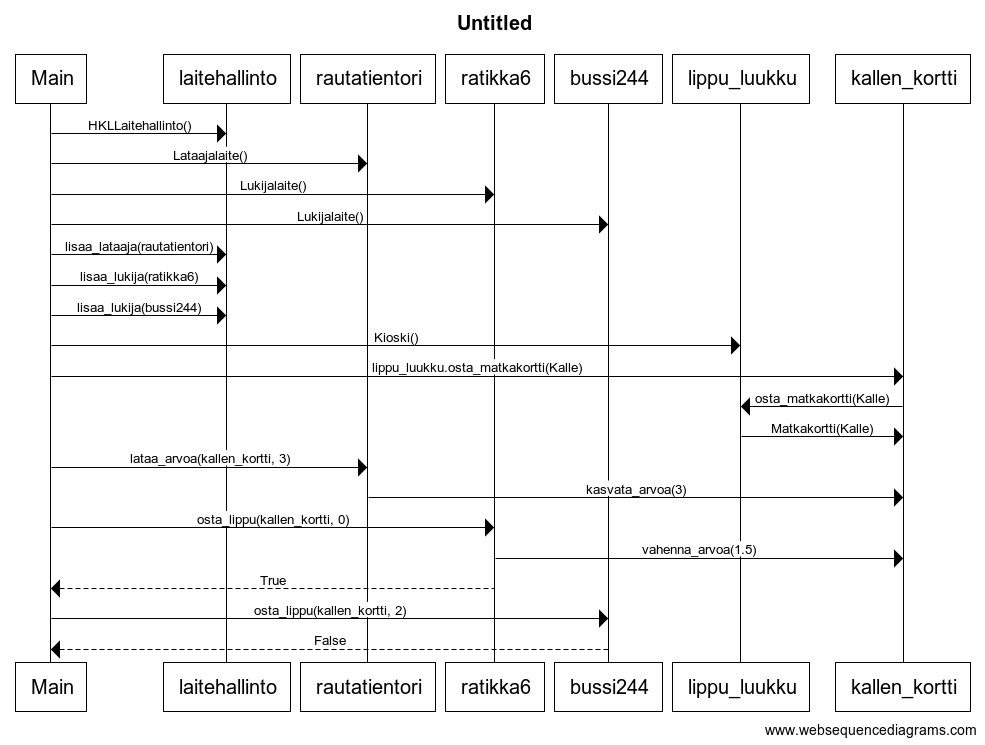 Untitled
Main laitehallinto rautatientori ratikka6 bussi244 lippu_luukku kallen_kortti
HKLLaitehallinto()
Lataajalaite()
Lukijalaite()
Lukijalaite()
lisaa_lataaja(rautatientori)
lisaa_lukija(ratikka6)
lisaa_lukija(bussi244)
Kioski()
lippu_luukku.osta_matkakortti(Kalle)
osta_matkakortti(Kalle)
Matkakortti(Kalle)
lataa_arvoa(kallen_kortti, 3)
kasvata_arvoa(3)
osta_lippu(kallen_kortti, 0)
vahenna_arvoa(1.5)
True
osta_lippu(kallen_kortti, 2)
False
Main laitehallinto rautatientori ratikka6 bussi244 lippu_luukku kallen_kortti
www.websequencediagrams.com